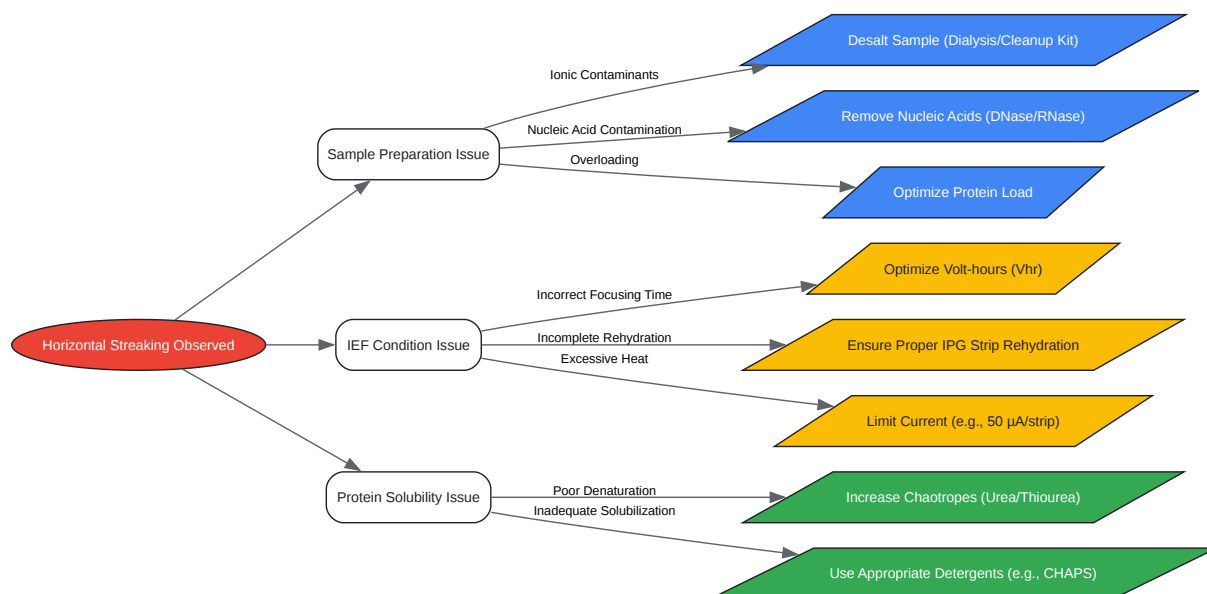 Desalt Sample (Dialysis/Cleanup Kit)
Ionic Contaminants
Remove Nucleic Acids (DNase/RNase)
Nucleic Acid Contamination
Sample Preparation Issue
Overloading
Optimize Protein Load
Optimize Volt-hours (Vhr)
Incorrect Focusing Time
Horizontal Streaking Observed
IEF Condition Issue
Incomplete Rehydration
Ensure Proper IPG Strip Rehydration
Excessive Heat
Limit Current (e.g., 50 µA/strip)
Protein Solubility Issue
Poor Denaturation
Increase Chaotropes (Urea/Thiourea)
Inadequate Solubilization
Use Appropriate Detergents (e.g., CHAPS)